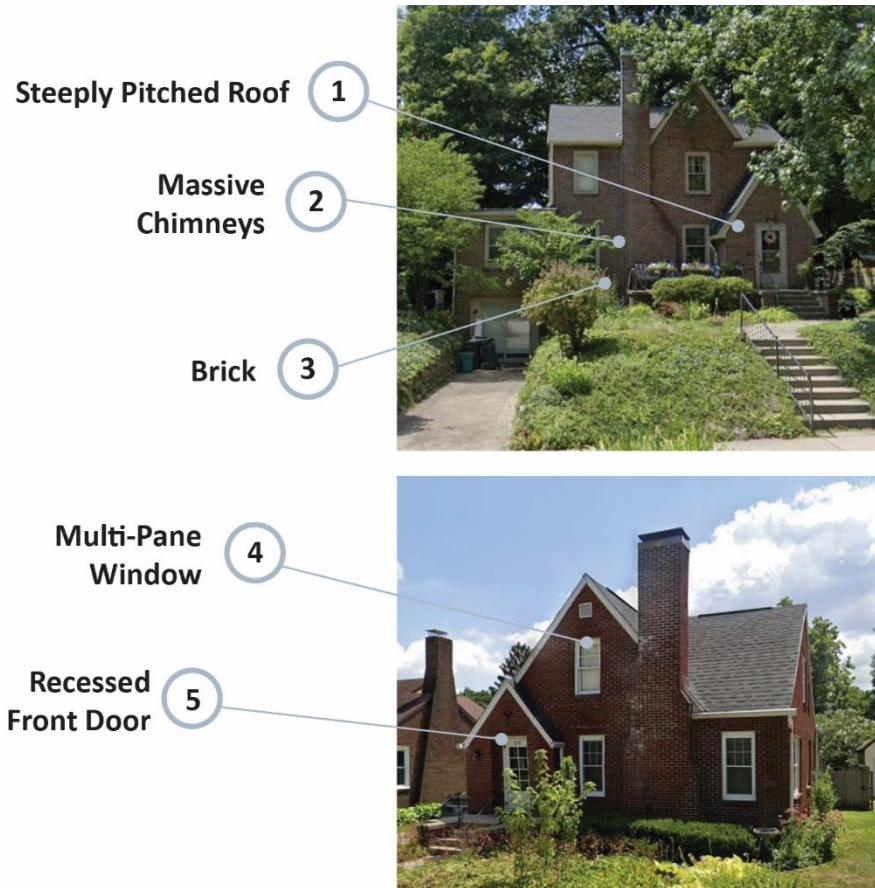 Steeply Pitched Roof 1
Massive
Chimneys
2
Brick 3
Multi-Pane
Window
4
Recessed
Front Door
5